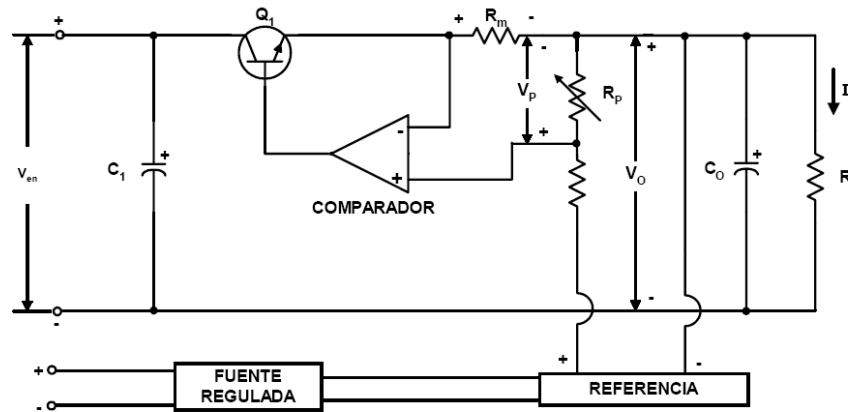 +
Q1
+
Rm
-
-
+
+
I
Ven
C1
+
-
+
COMPARADOR
VP
+
RP
VO
CO
+
R
-
-
+
-
+
-
FUENTE
REGULADA
REFERENCIA